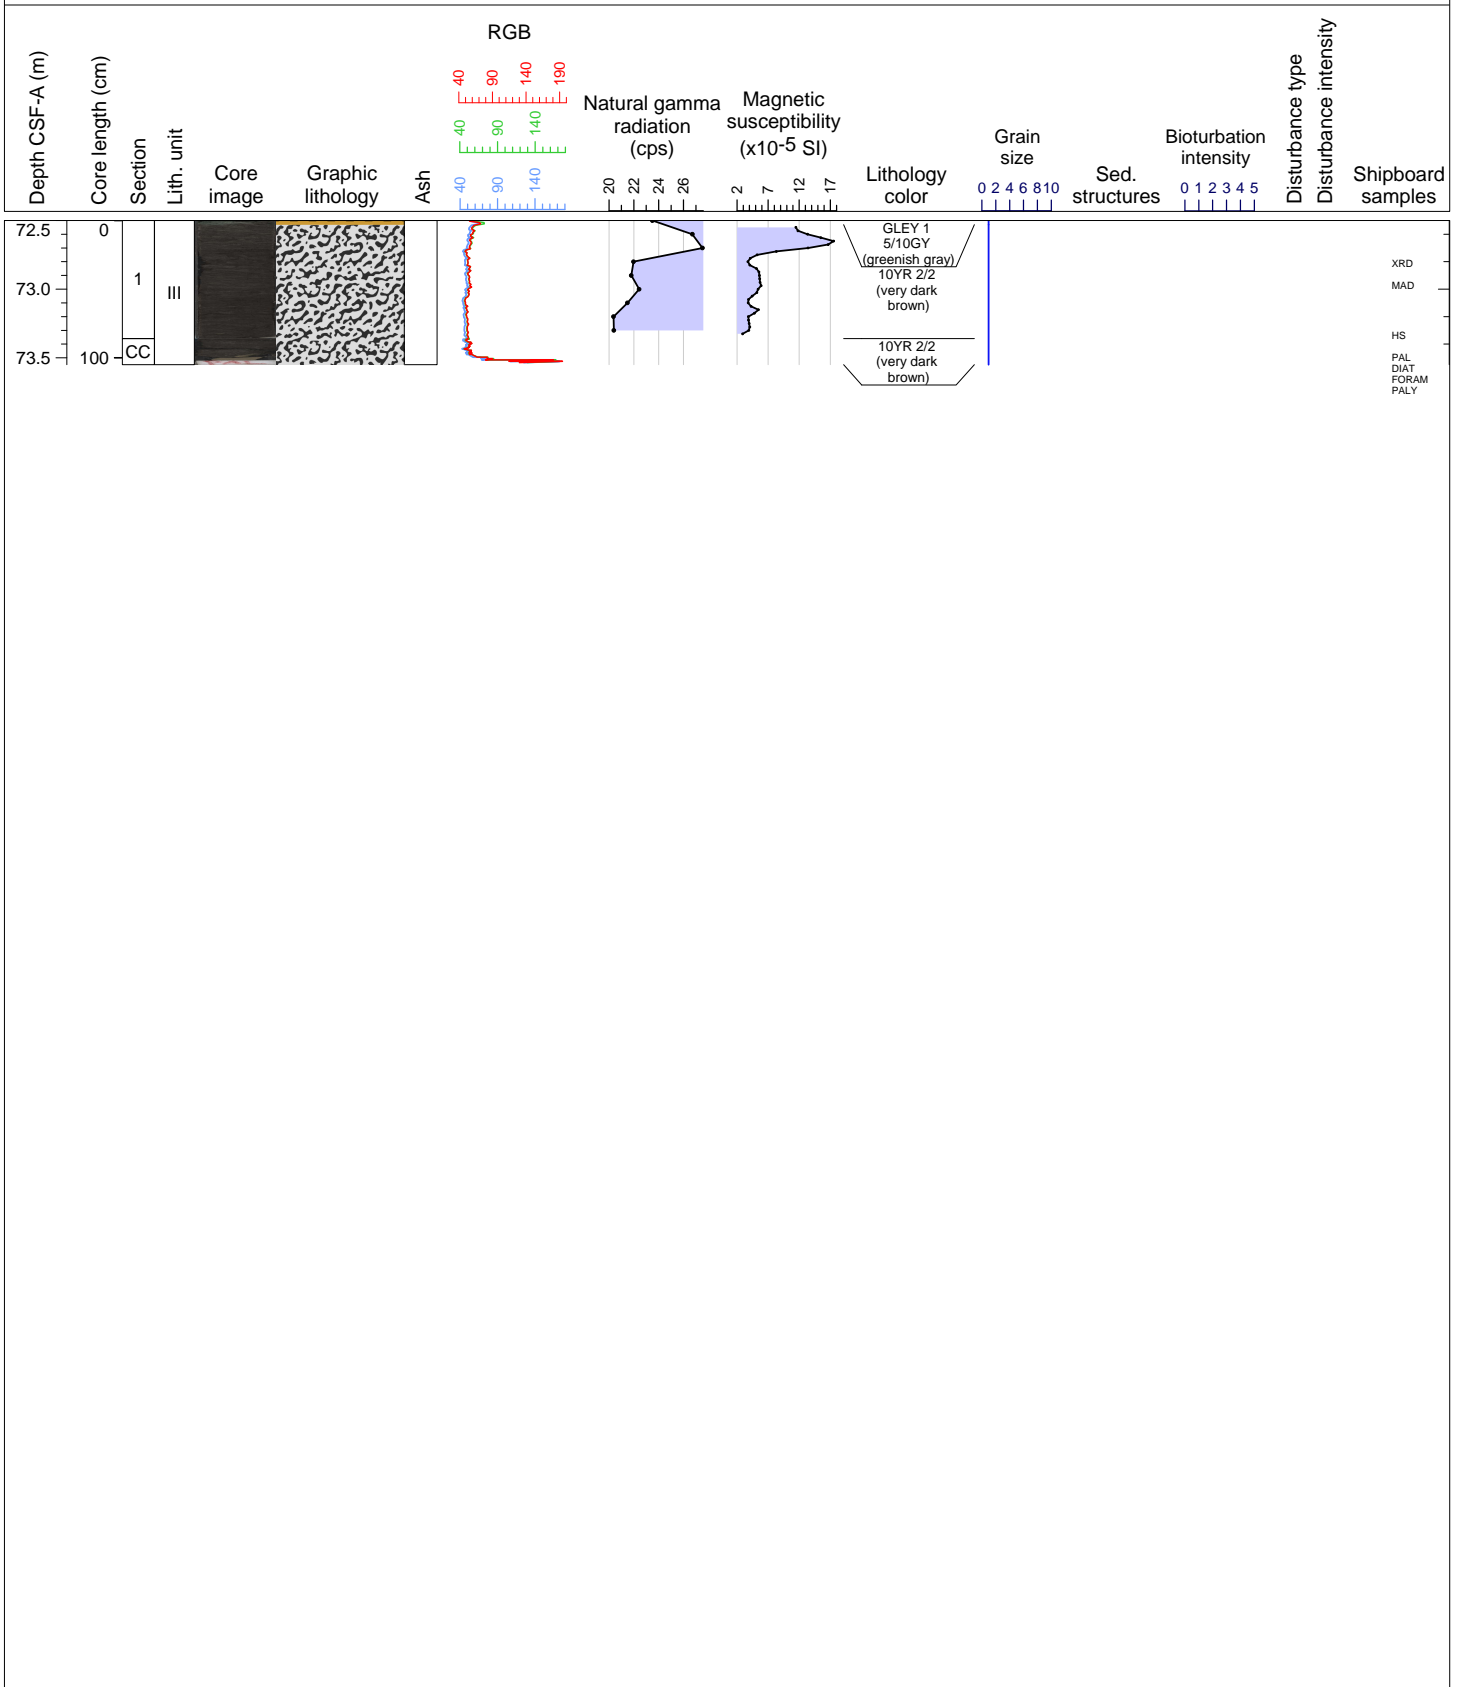 RGB
40 90 140 190
40 90 140
40 90 140
Depth CSF-A (m)
Core length (cm)
Section
Lith. unit
Core
image
Graphic
lithology
Ash
Natural gamma
radiation
(cps)
20 22 24 26
Magnetic
susceptibility
(x10-5 SI)
2 7 12 17
Lithology
color
Grain
size
0 2 4 6 8 10
Sed.
structures
Bioturbation
intensity
0 1 2 3 4 5
Disturbance type
Disturbance intensity
Shipboard
samples
72.5
73.0
73.5
0
100
1
CC
III
GLEY 1
5/10GY
(greenish gray)
10YR 2/2
(very dark
brown)
10YR 2/2
(very dark
brown)
XRD
MAD
HS
PAL
DIAT
FORAM
PALY